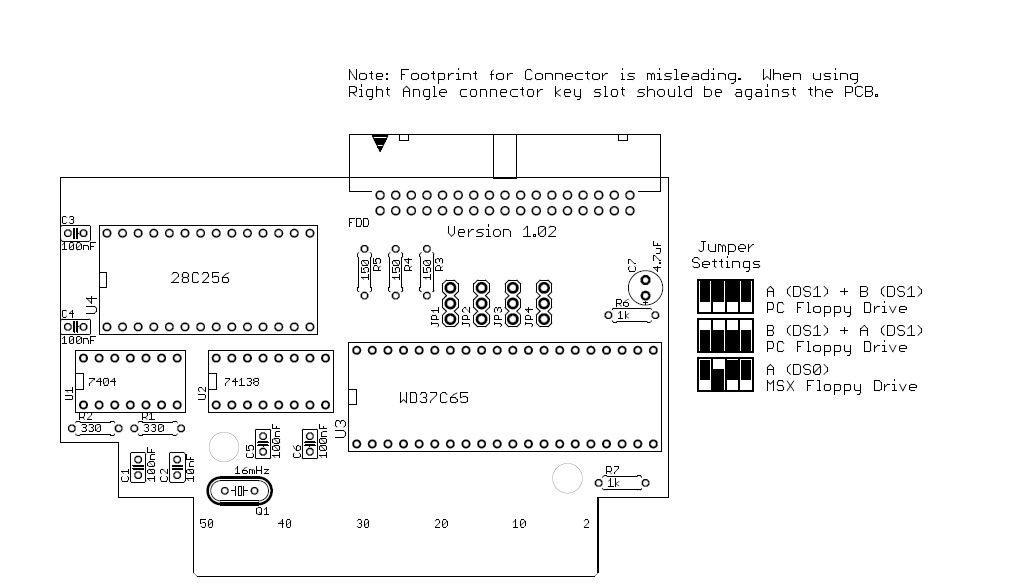 Note: Footprint for Connector is misleading. When using
Right Angle connector key slot should be against the PCB.
FDD
Version 1.02
C3
100nF
28C256
U4
C4
100nF
150
R5
150
R4
150
R3
C7
4.7uF
+
R6
1k
JP1
JP2
JP3
JP4
Jumper
Settings
A (DS1) + B (DS1)
PC Floppy Drive
B (DS1) + A (DS1)
PC Floppy Drive
A (DS0)
MSX Floppy Drive
U1
7404
U2
74138
U3
WD37C65
R2
330
R1
330
C1
100nF
C2
10nF
C5
100nF
C6
100nF
16mHz
Q1
R7
1k
50 40 30 20 10 2